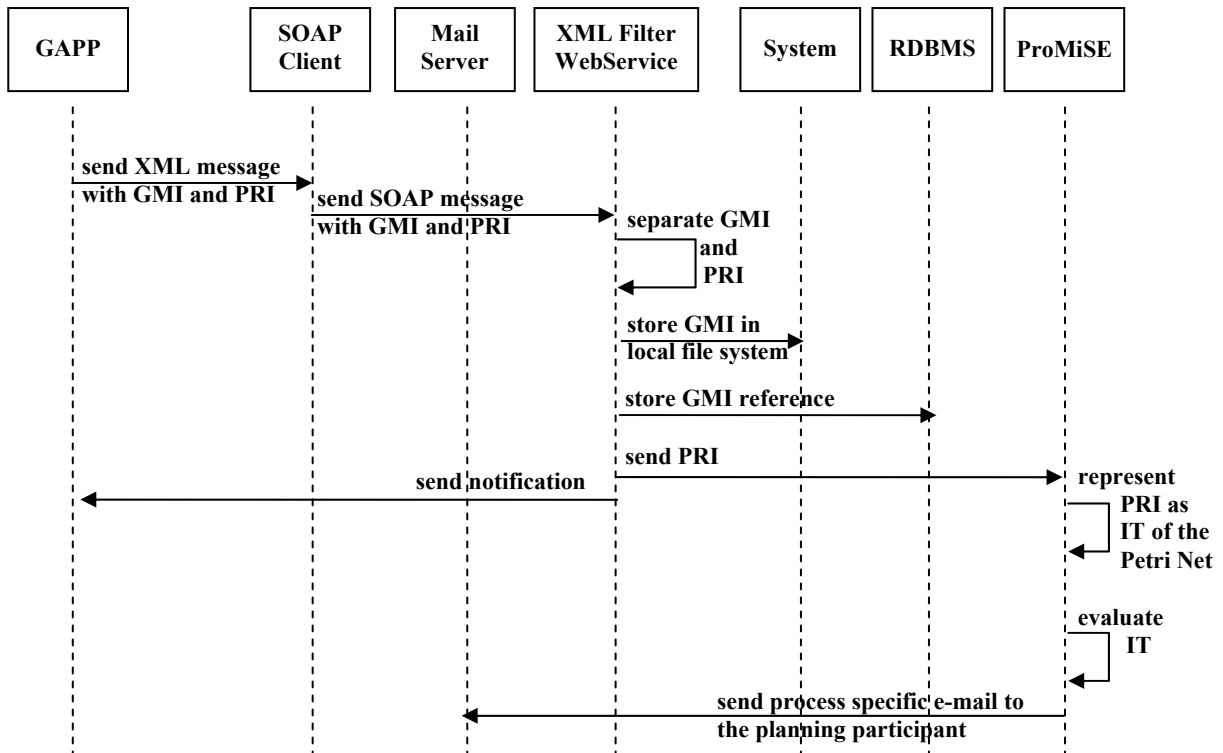 GAPP
SOAP
Client
Mail
Server
XML Filter
WebService
System
RDBMS
ProMiSE
send XML message
with GMI and PRI
send SOAP message
with GMI and PRI
separate GMI
and
PRI
store GMI in
local file system
store GMI reference
send PRI
send notification
represent
PRI as
IT of the
Petri Net
evaluate
IT
send process specific e-mail to
the planning participant